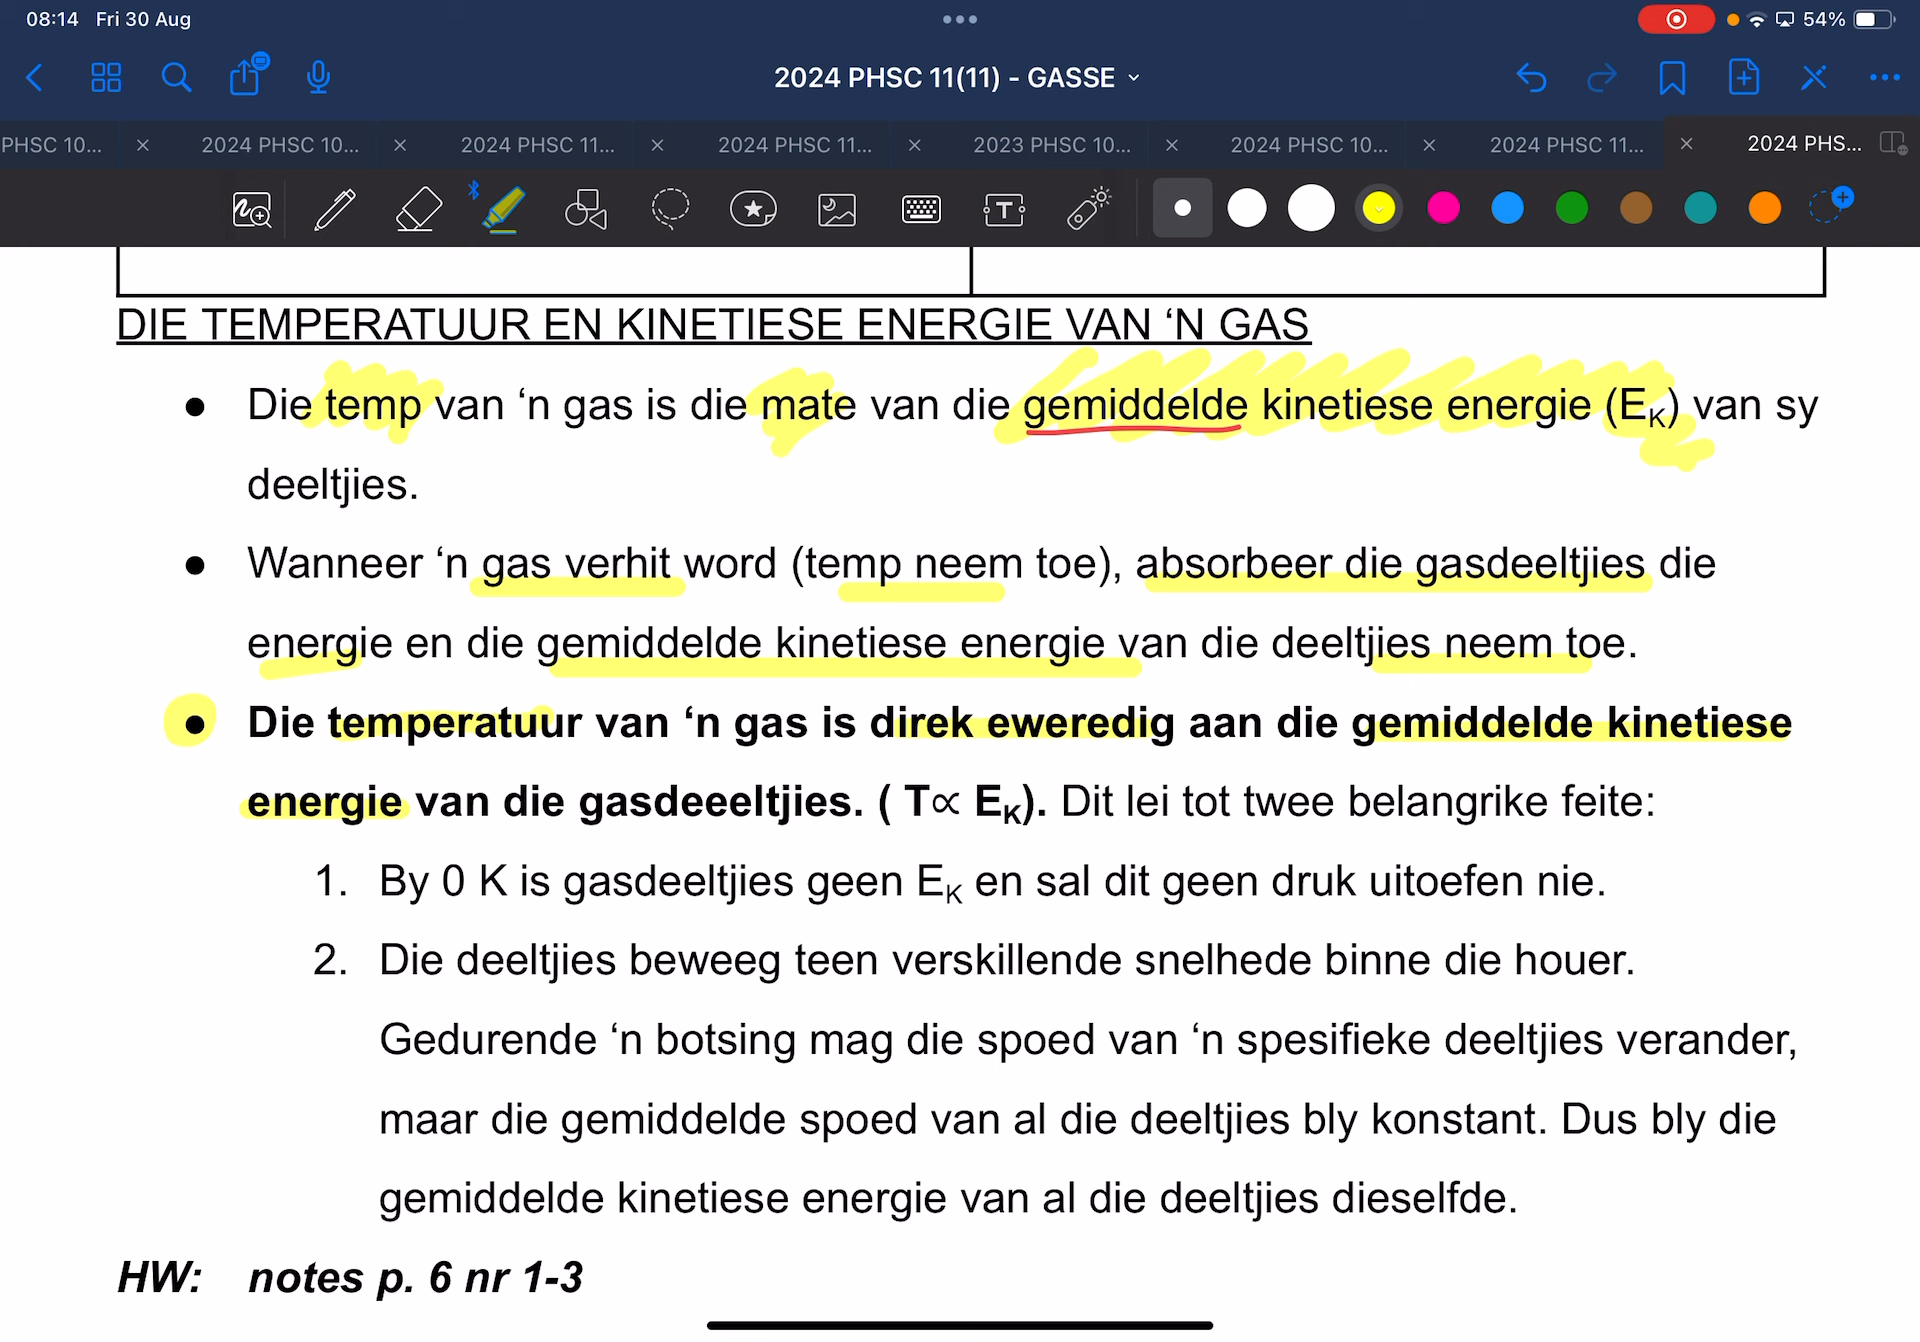 08:14 Fri 30 Aug
54%
2024 PHSC 11(11) - GASSE
PHSC 10... 2024 PHSC 10... 2024 PHSC 11... 2024 PHSC 11... 2023 PHSC 10... 2024 PHSC 10... 2024 PHSC 11... 2024 PHS...
DIE TEMPERATUUR EN KINETIESE ENERGIE VAN ‘N GAS
● Die temp van ‘n gas is die mate van die gemiddelde kinetiese energie (EK) van sy
deeltjies.
● Wanneer ‘n gas verhit word (temp neem toe), absorbeer die gasdeeltjies die
energie en die gemiddelde kinetiese energie van die deeltjies neem toe.
● Die temperatuur van ‘n gas is direk eweredig aan die gemiddelde kinetiese
energie van die gasdeeeltjies. ( T∝ EK). Dit lei tot twee belangrike feite:
1. By 0 K is gasdeeltjies geen EK en sal dit geen druk uitoefen nie.
2. Die deeltjies beweeg teen verskillende snelhede binne die houer.
Gedurende ‘n botsing mag die spoed van ‘n spesifieke deeltjies verander,
maar die gemiddelde spoed van al die deeltjies bly konstant. Dus bly die
gemiddelde kinetiese energie van al die deeltjies dieselfde.
HW: notes p. 6 nr 1-3